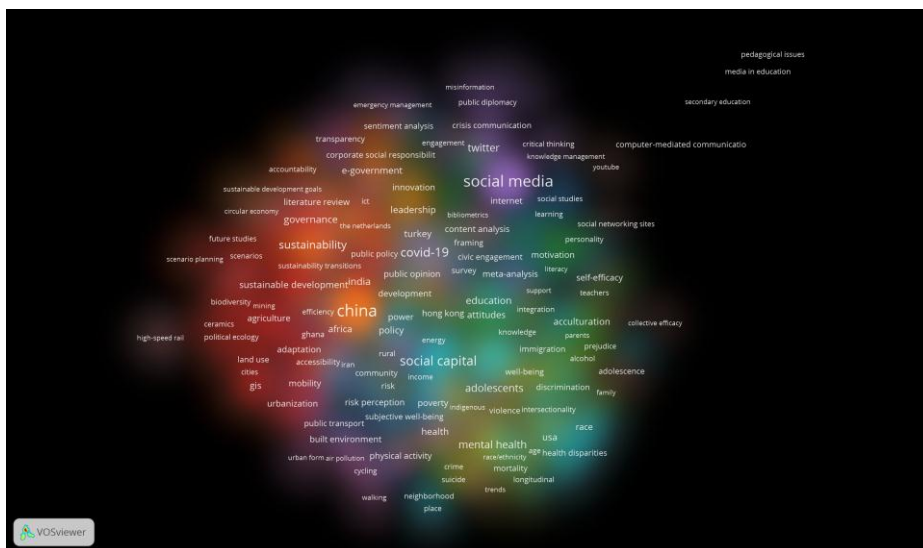 pedagogical issues
media in education
misinformation
secondary education
emergency management
public diplomacy
sentiment analysis
crisis communication
transparency
engagement
twitter
critical thinking
computer-mediated communicatio
corporate social responsibilit
knowledge management
accountability
e-government
youtube
social media
sustainable development goals
innovation
literature review
ict
internet
social studies
circular economy
leadership
bibliometrics
learning
governance
the netherlands
content analysis
social networking sites
turkey
future studies
framing
personality
sustainability
public policy
covid-19
civic engagement
motivation
scenario planning
scenarios
sustainability transitions
public opinion
survey
meta-analysis
literacy
self-efficacy
sustainable development
india
support
teachers
development
biodiversity
mining
education
efficiency
china
integration
agriculture
power
hong kong
attitudes
ceramics
acculturation
collective efficacy
high-speed rail
political ecology
ghana
africa
policy
knowledge
parents
energy
prejudice
adaptation
immigration
rural
land use
accessibility
iran
social capital
alcohol
cities
community
well-being
adolescence
income
gis
mobility
risk
adolescents
discrimination
family
urbanization
risk perception
poverty
indigenous
violence
intersectionality
subjective well-being
public transport
race
health
built environment
usa
mental health
age
health disparities
urban form
air pollution
physical activity
race/ethnicity
crime
mortality
cycling
suicide
longitudinal
trends
walking
neighborhood
place
VOSviewer